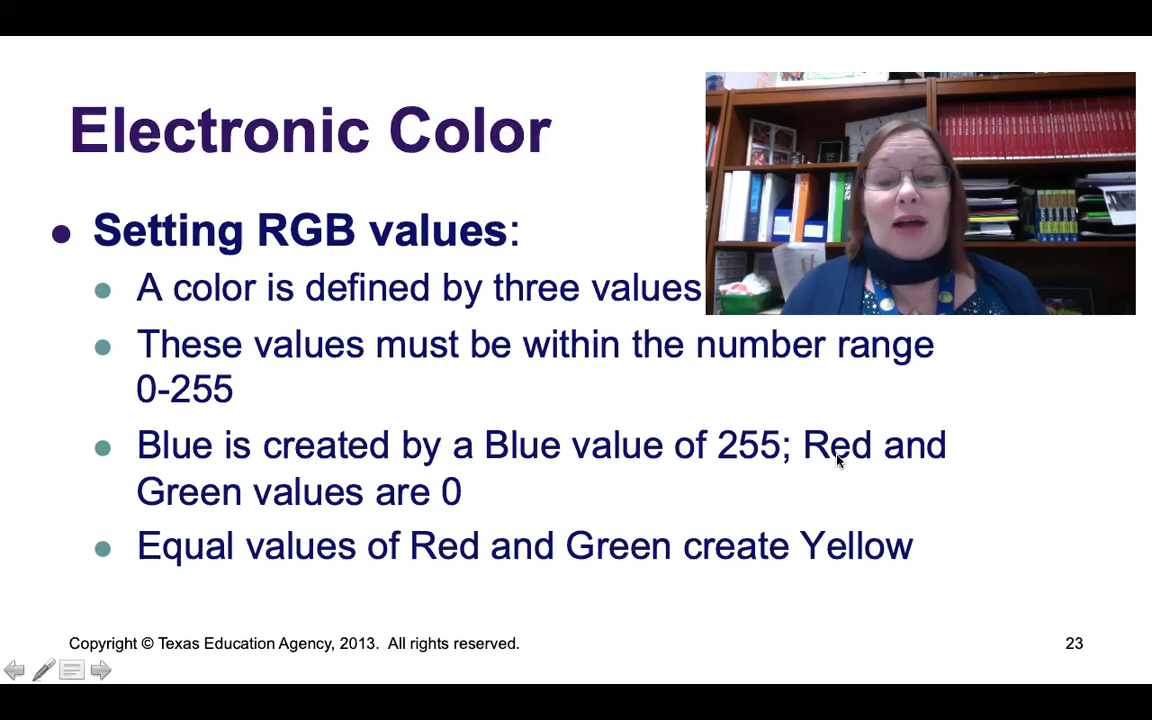 Electronic Color
Setting RGB values:
A color is defined by three values
These values must be within the number range
0-255
Blue is created by a Blue value of 255; Red and
Green values are 0
Equal values of Red and Green create Yellow
Copyright © Texas Education Agency, 2013. All rights reserved.
23